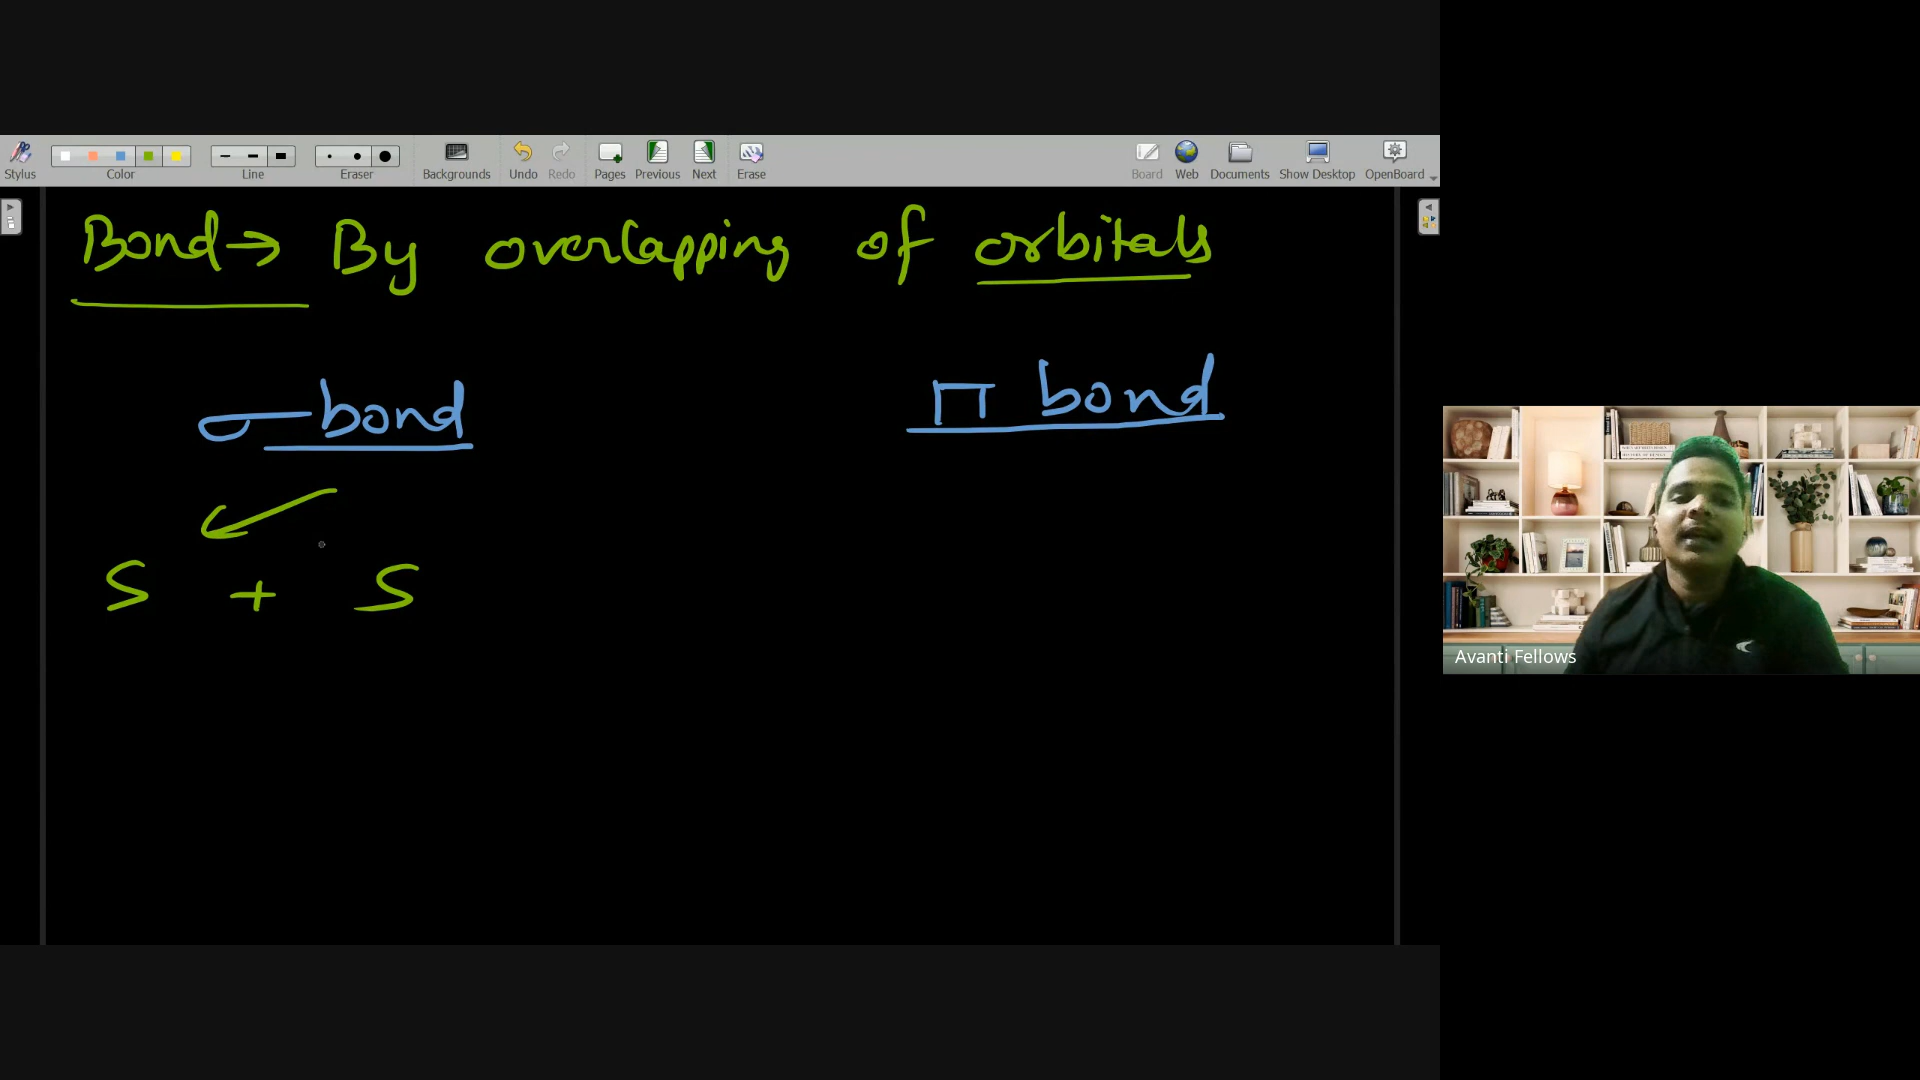 Stylus Color Line Eraser Backgrounds Undo Redo Pages Previous Next Erase Board Web Documents Show Desktop OpenBoard
Bond → By overlapping of orbitals
σ bond
π bond
S + S
Avanti Fellows